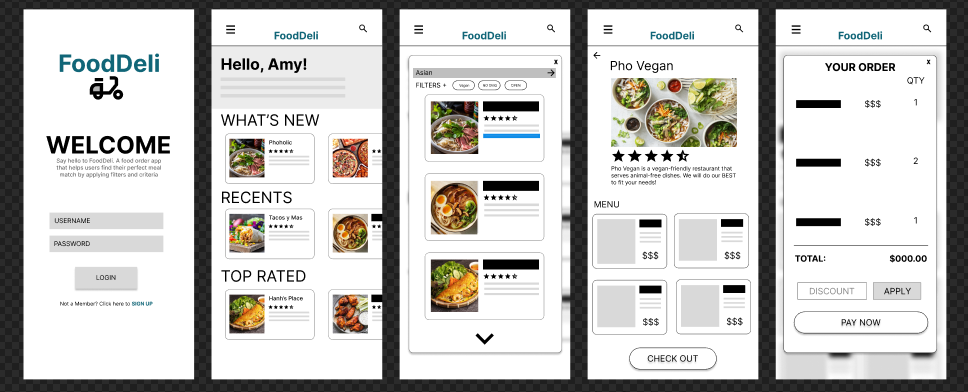 FoodDeli
WELCOME
Say hello to FoodDeli. A food order app
that helps users find their perfect meal
match by applying filters and criteria
USERNAME
PASSWORD
LOGIN
Not a Member? Click here to SIGN UP
FoodDeli
Hello, Amy!
WHAT'S NEW
Phoholic
RECENTS
Tacos y Mas
TOP RATED
Hanh's Place
FoodDeli
x
Asian
FILTERS +
Vegan
NO DNG
OPEN
FoodDeli
Pho Vegan
Pho Vegan is a vegan-friendly restaurant that
serves animal-free dishes. We will do our BEST
to fit your needs!
MENU
$$$
$$$
$$$
$$$
CHECK OUT
FoodDeli
x
YOUR ORDER
QTY
$$$ 1
$$$ 2
$$$ 1
TOTAL: $000.00
DISCOUNT APPLY
PAY NOW